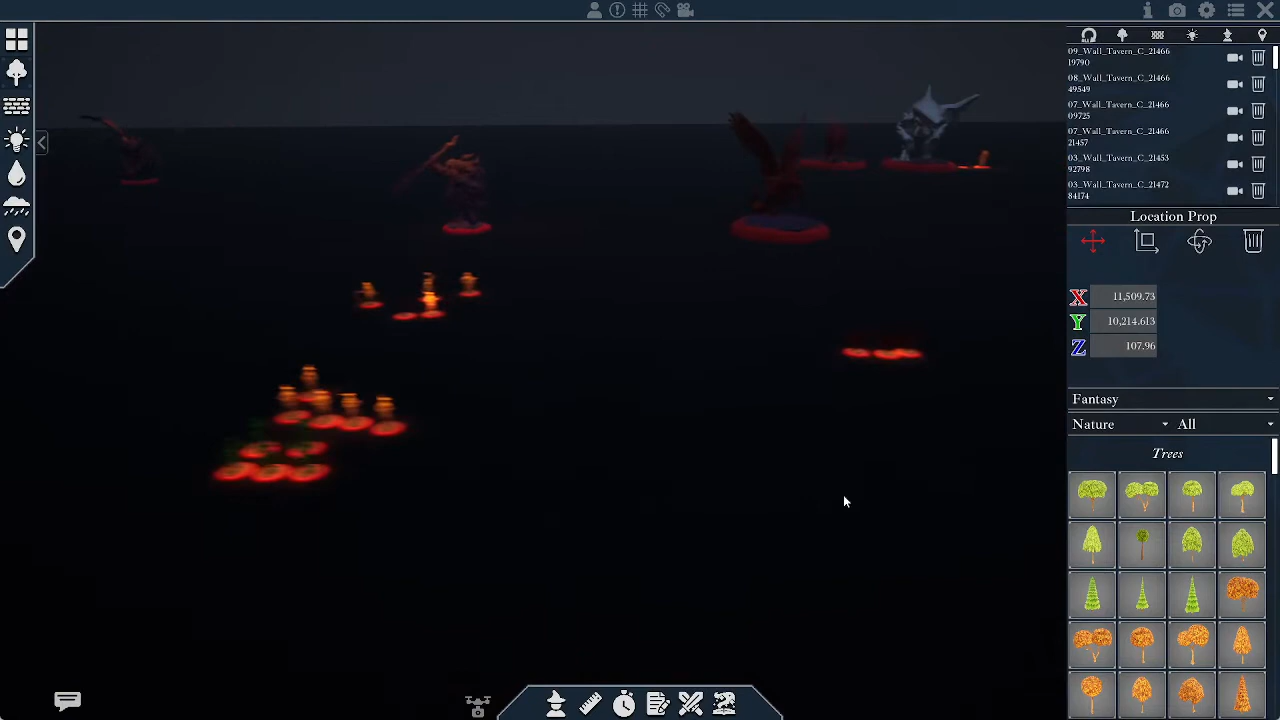 09_Wall_Tavern_C_21466
19790
08_Wall_Tavern_C_21466
49549
07_Wall_Tavern_C_21466
09725
07_Wall_Tavern_C_21466
21457
03_Wall_Tavern_C_21453
92798
03_Wall_Tavern_C_21472
84174
Location Prop
X 11,509.73
Y 10,214.613
Z 107.96
Fantasy
Nature All
Trees